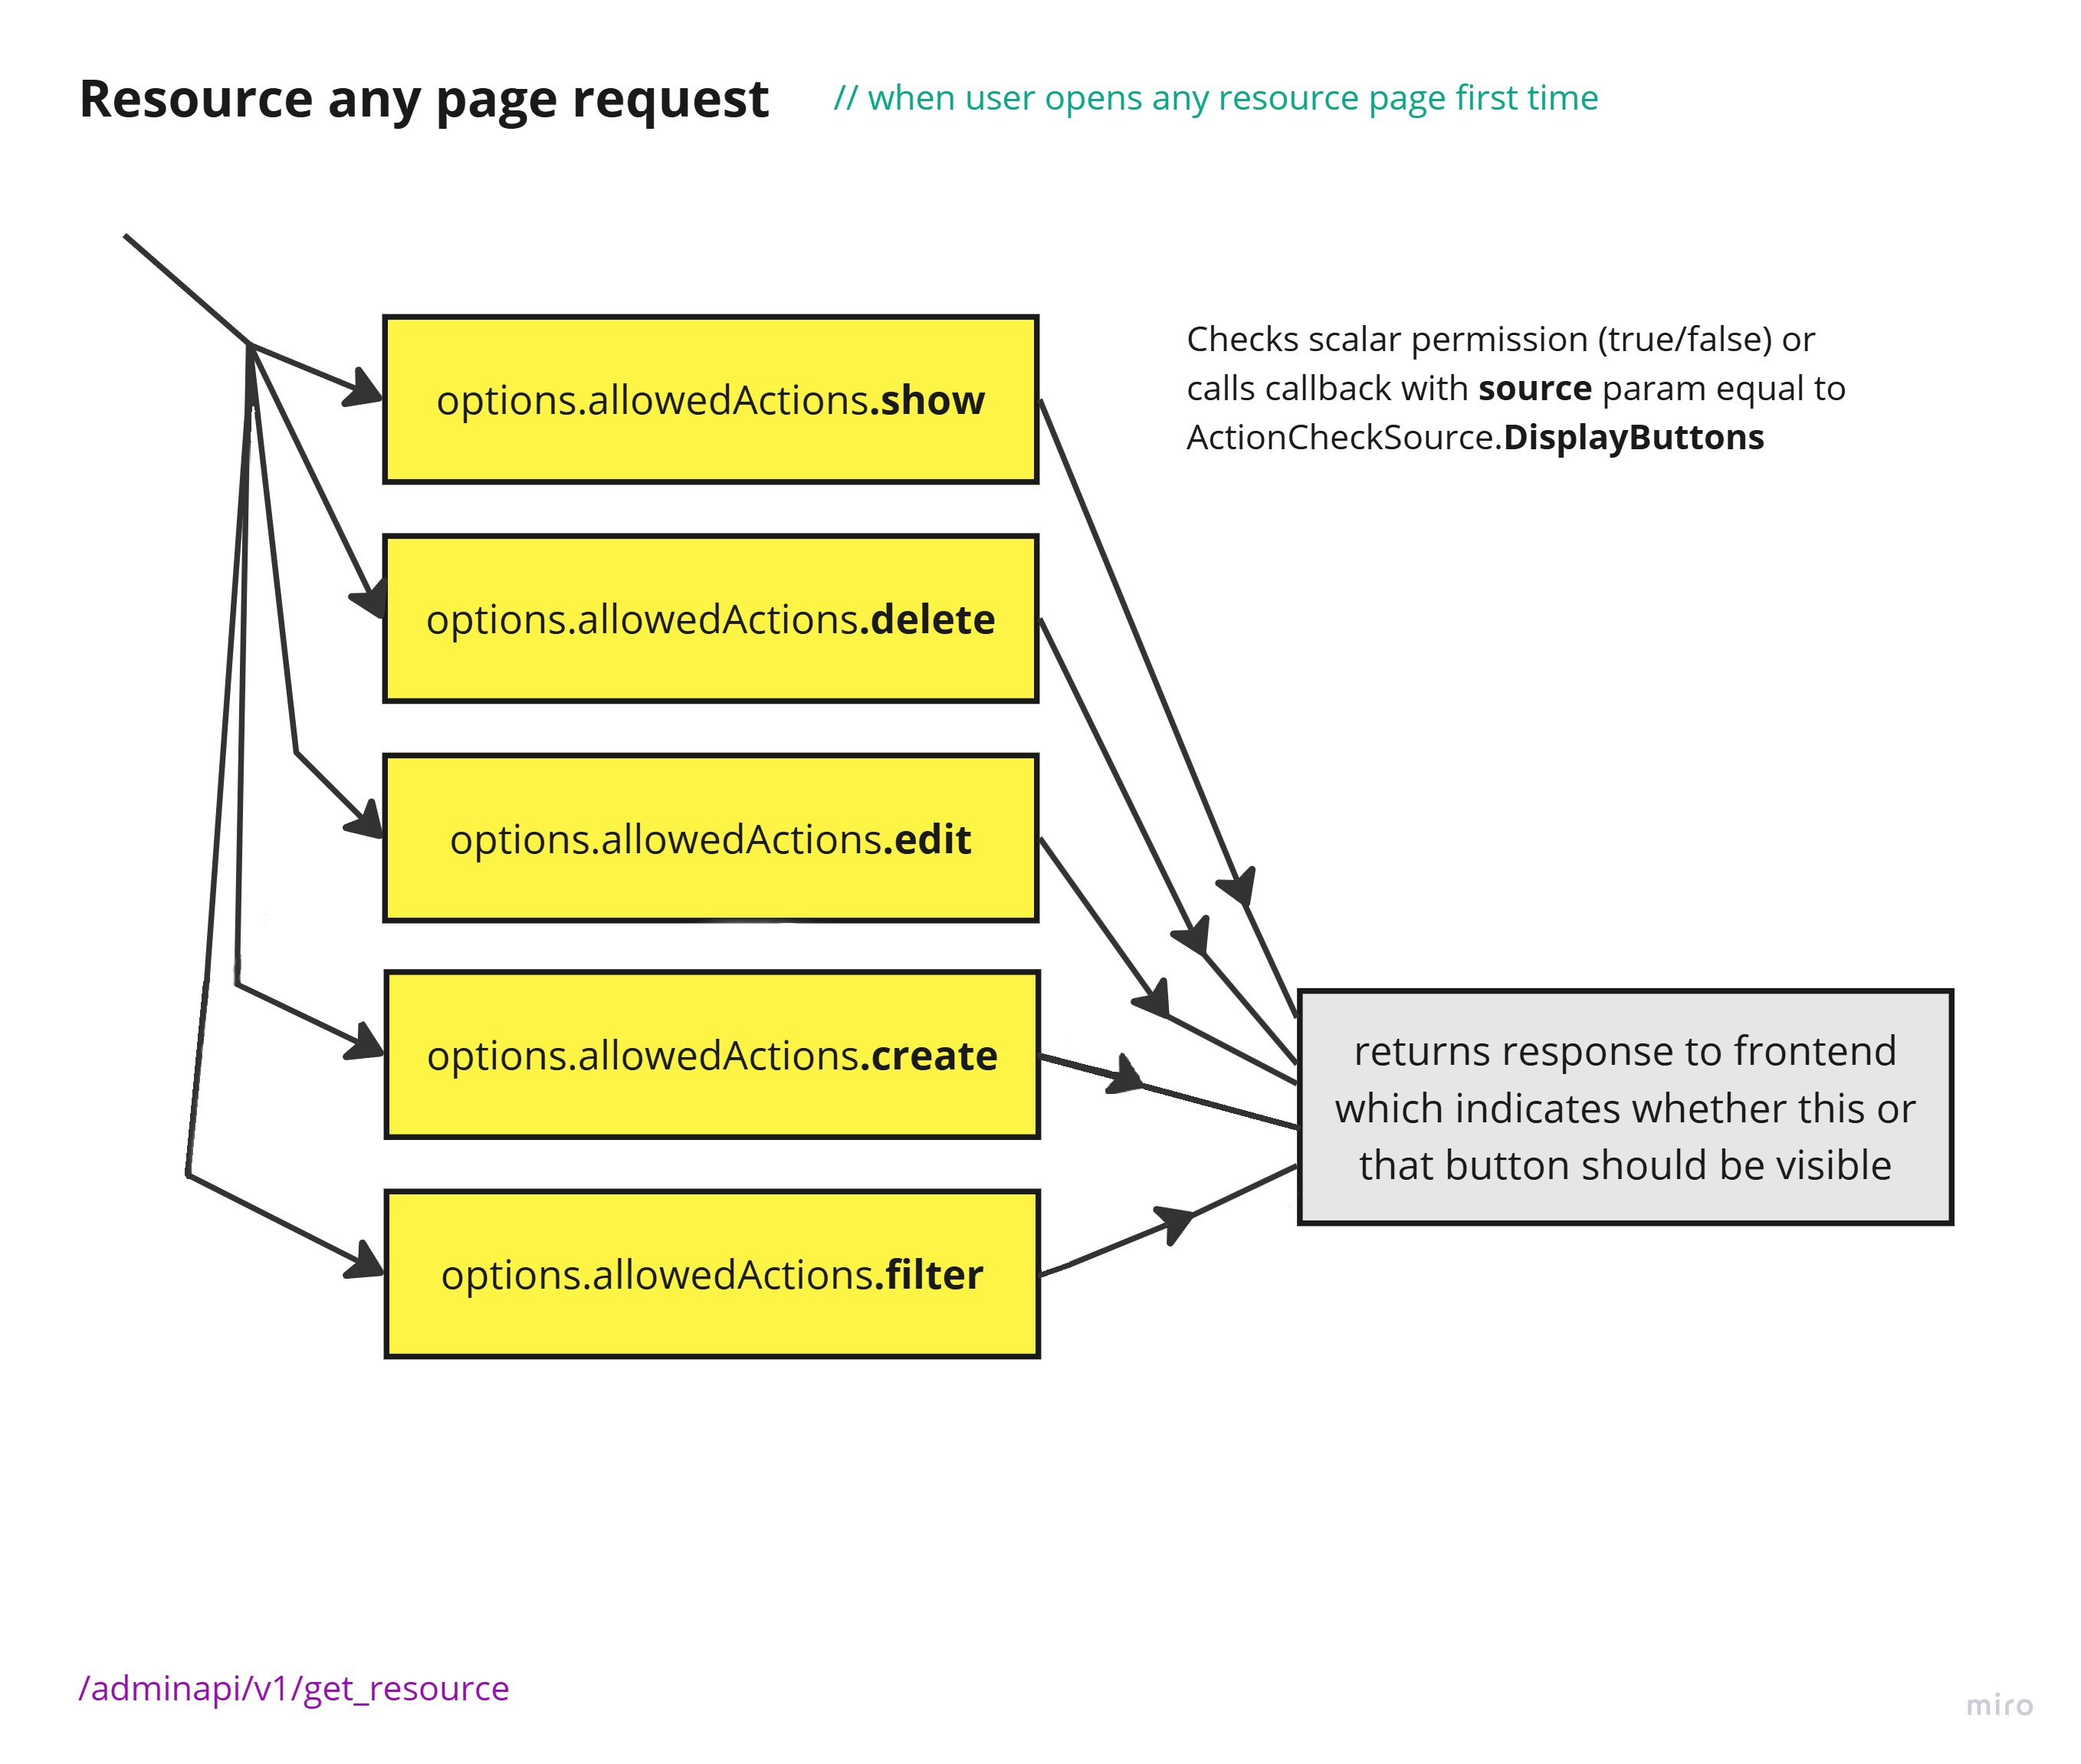 Resource any page request
// when user opens any resource page first time
options.allowedActions.show
Checks scalar permission (true/false) or
calls callback with source param equal to
ActionCheckSource.DisplayButtons
options.allowedActions.delete
options.allowedActions.edit
options.allowedActions.create
options.allowedActions.filter
returns response to frontend
which indicates whether this or
that button should be visible
/adminapi/v1/get_resource
miro